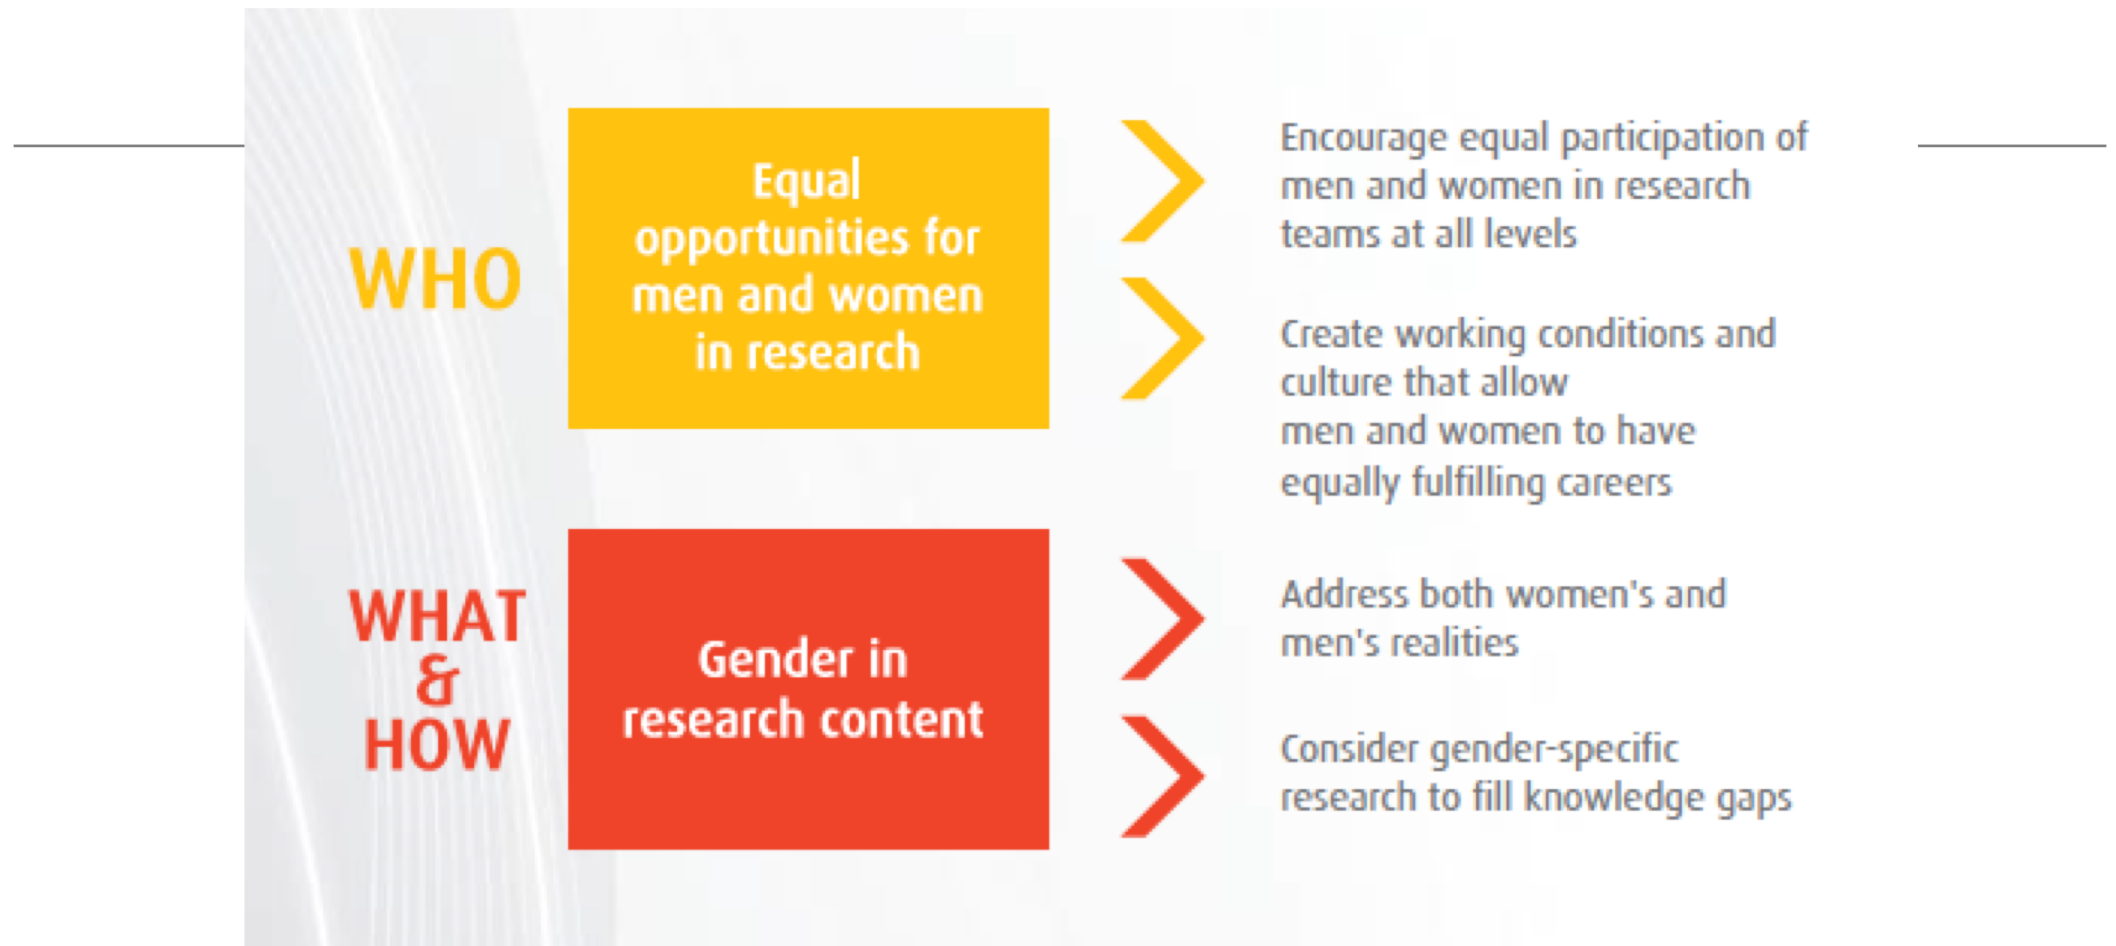 WHO
Equal
opportunities for
men and women
in research
Encourage equal participation of
men and women in research
teams at all levels
Create working conditions and
culture that allow
men and women to have
equally fulfilling careers
WHAT
&
HOW
Gender in
research content
Address both women's and
men's realities
Consider gender-specific
research to fill knowledge gaps